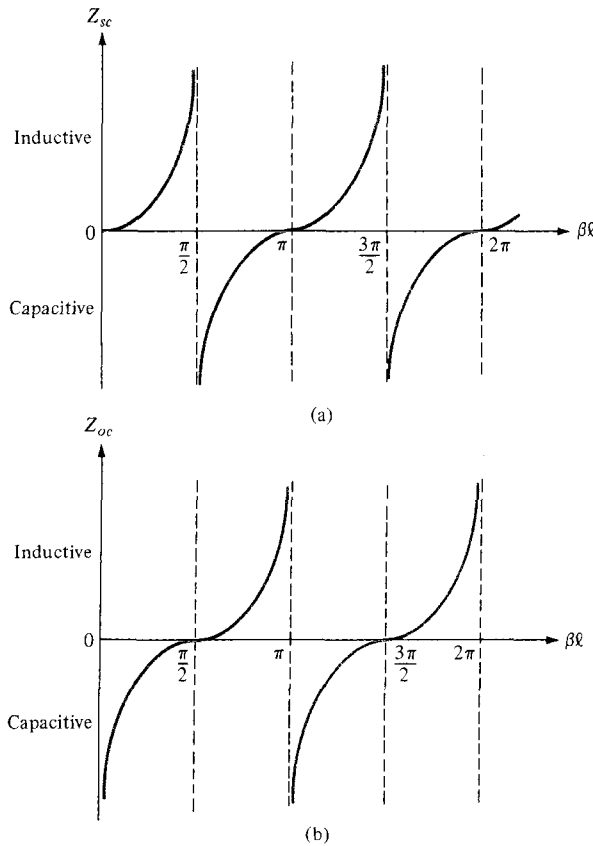 Z_sc
Inductive
0
π/2
π
3π/2
2π
βℓ
Capacitive
(a)
Z_oc
Inductive
0
π/2
π
3π/2
2π
βℓ
Capacitive
(b)